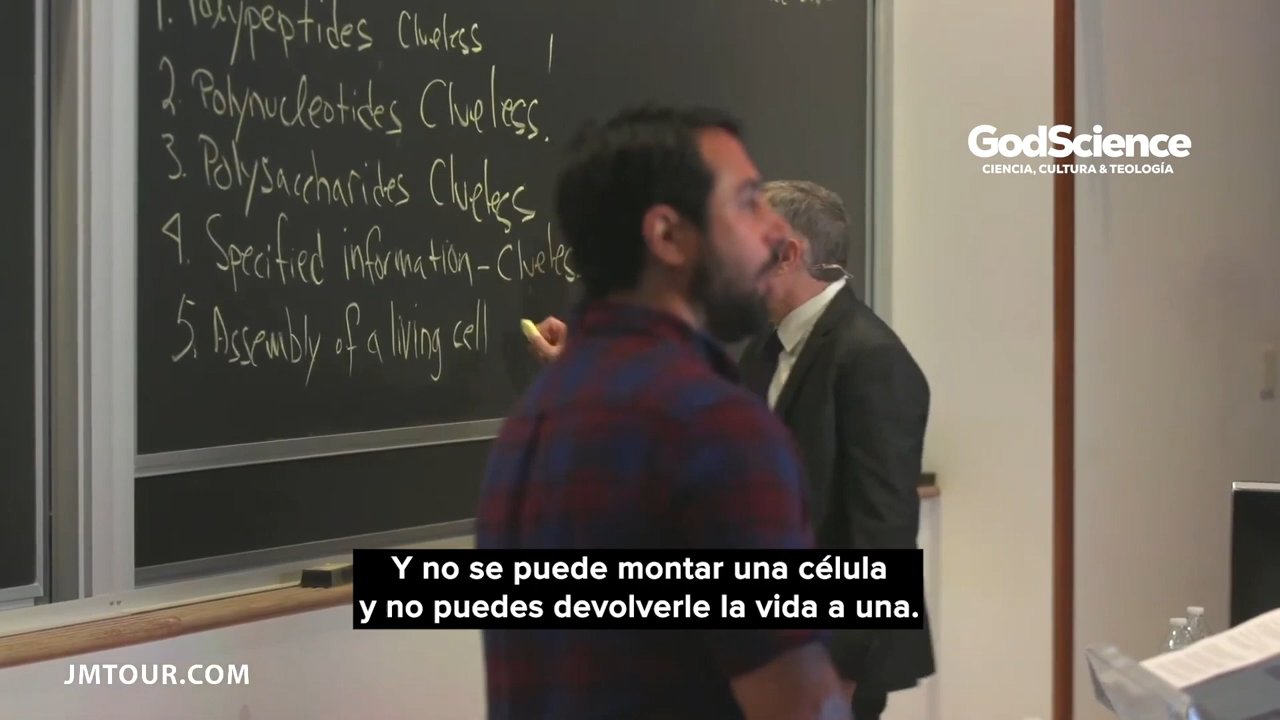 1. Polypeptides Clueless
2. Polynucleotides Clueless.
3. Polysaccharides Clueless
4. Specified information - Clueles
5. Assembly of a living cell
GodScience
CIENCIA, CULTURA & TEOLOGÍA
Y no se puede montar una célula
y no puedes devolverle la vida a una.
JMTOUR.COM